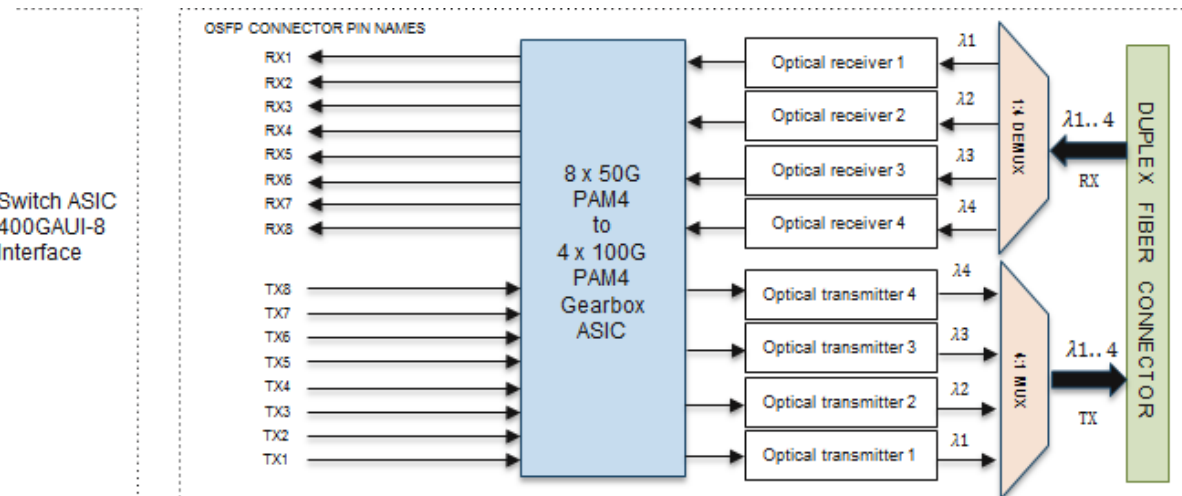 OSFP CONNECTOR PIN NAMES
RX1
RX2
RX3
RX4
RX5
RX6
RX7
RX8
TX8
TX7
TX6
TX5
TX4
TX3
TX2
TX1
Switch ASIC
400GAUI-8
Interface
8 x 50G
PAM4
to
4 x 100G
PAM4
Gearbox
ASIC
Optical receiver 1
Optical receiver 2
Optical receiver 3
Optical receiver 4
Optical transmitter 4
Optical transmitter 3
Optical transmitter 2
Optical transmitter 1
λ1
λ2
λ3
λ4
λ4
λ3
λ2
λ1
1:4 DEMUX
4:1 MUX
λ1..4
RX
λ1..4
TX
DUPLEX FIBER CONNECTOR